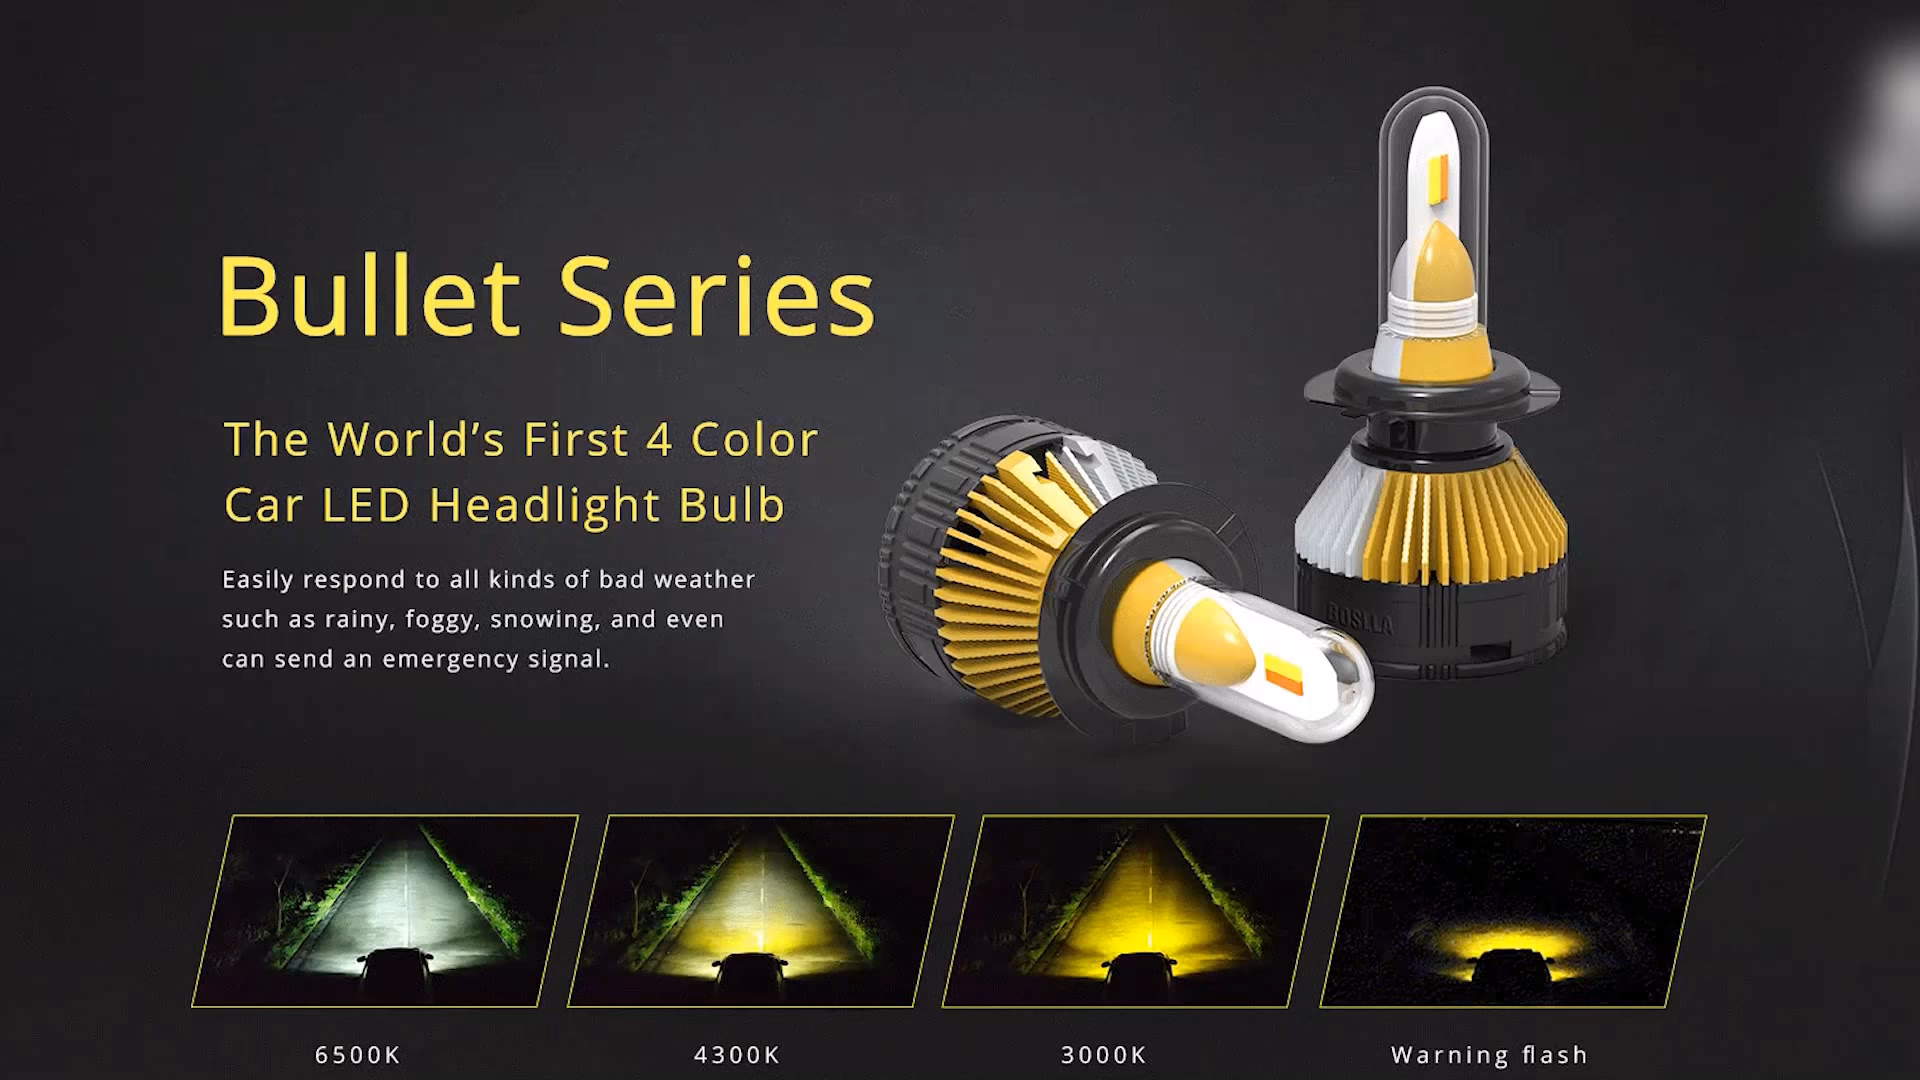 Bullet Series
The World’s First 4 Color
Car LED Headlight Bulb
Easily respond to all kinds of bad weather
such as rainy, foggy, snowing, and even
can send an emergency signal.
BOSLLA
6500K
4300K
3000K
Warning flash